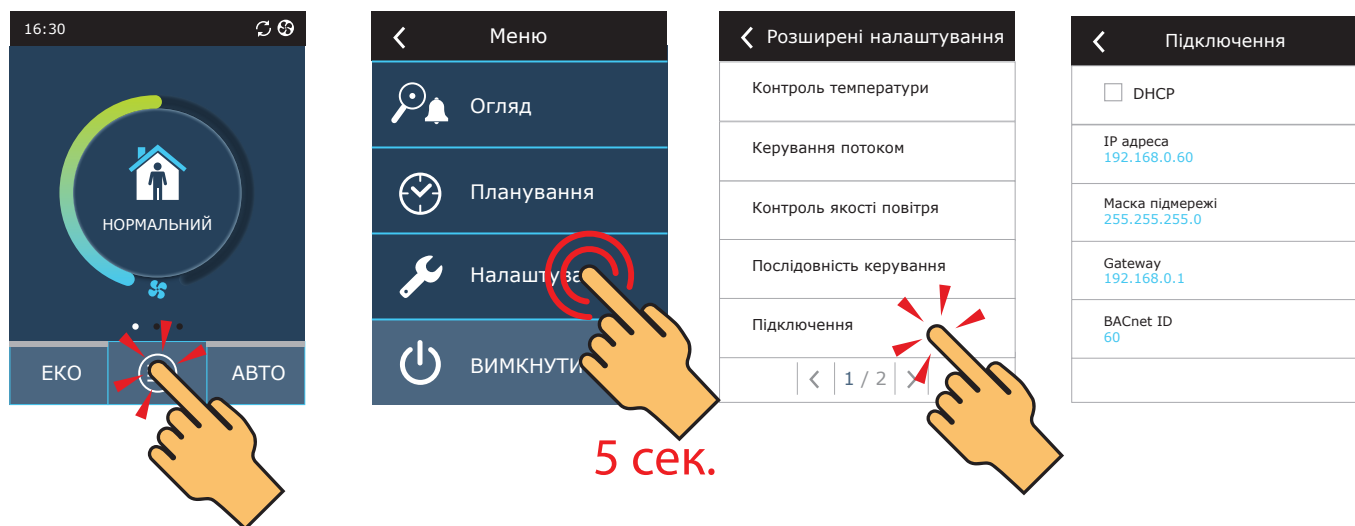 16:30
НОРМАЛЬНИЙ
ЕКО
АВТО
Меню
Огляд
Планування
Налаштува
ВИМКНУТИ
5 сек.
Розширені налаштування
Контроль температури
Керування потоком
Контроль якості повітря
Послідовність керування
Підключення
1 / 2
Підключення
DHCP
IP адреса
192.168.0.60
Маска підмережі
255.255.255.0
Gateway
192.168.0.1
BACnet ID
60